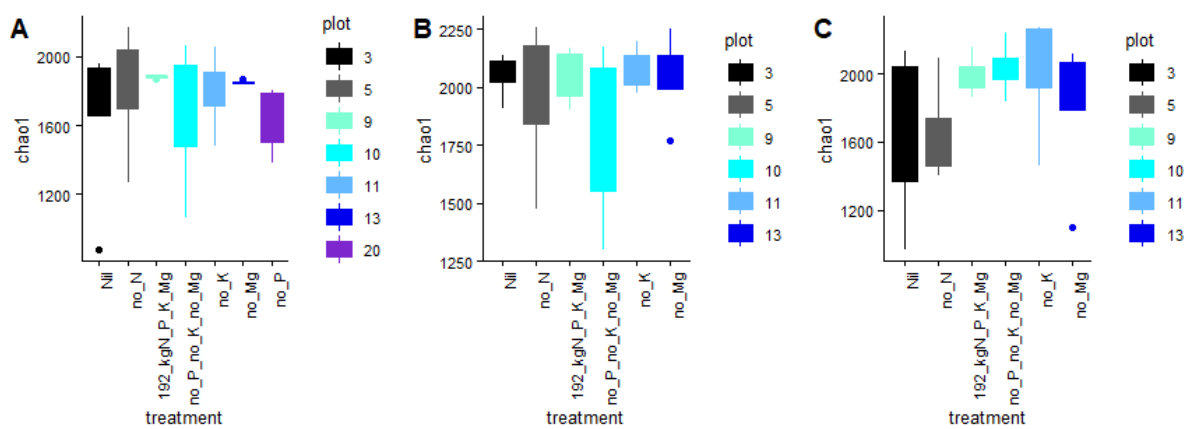 A
chao1
2000
1600
1200
Nil
no_N
192_kgN_P_K_Mg
no_P_no_K_no_Mg
no_K
no_Mg
no_P
treatment
plot
3
5
9
10
11
13
20
B
chao1
2250
2000
1750
1500
1250
Nil
no_N
192_kgN_P_K_Mg
no_P_no_K_no_Mg
no_K
no_Mg
treatment
plot
3
5
9
10
11
13
C
chao1
2000
1600
1200
Nil
no_N
192_kgN_P_K_Mg
no_P_no_K_no_Mg
no_K
no_Mg
treatment
plot
3
5
9
10
11
13